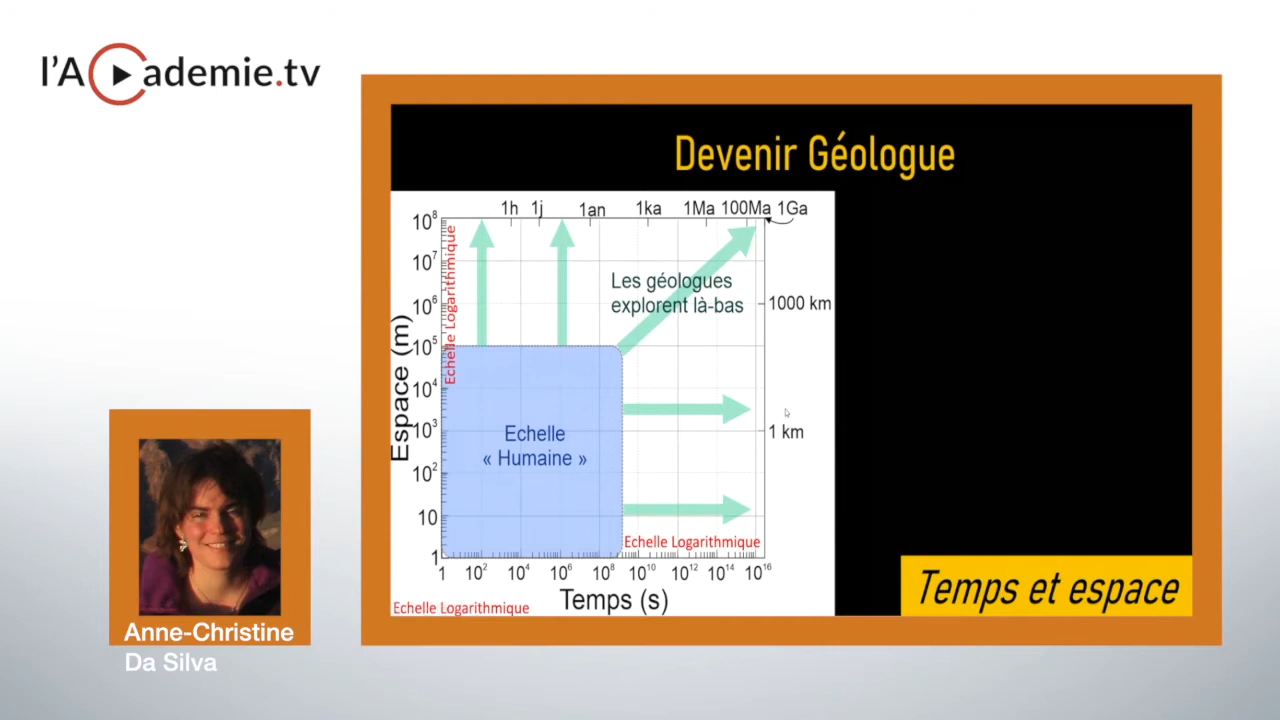 l'Academie.tv
Devenir Géologue
1h 1j 1an 1ka 1Ma 100Ma 1Ga
10⁸
10⁷
10⁶
10⁵
10⁴
10³
10²
10
1
Espace (m)
Echelle Logarithmique
Les géologues
explorent là-bas
1000 km
1 km
Echelle
« Humaine »
Echelle Logarithmique
1 10² 10⁴ 10⁶ 10⁸ 10¹⁰ 10¹² 10¹⁴ 10¹⁶
Temps (s)
Echelle Logarithmique
Temps et espace
Anne-Christine
Da Silva